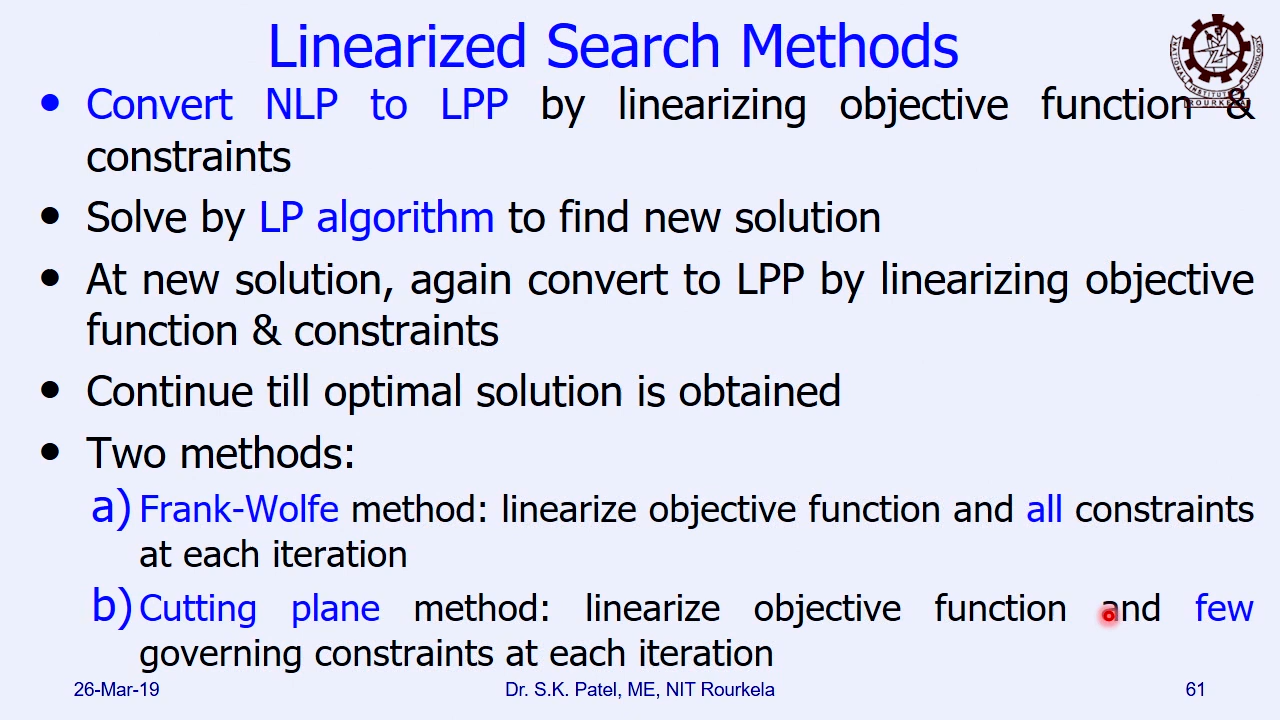 Linearized Search Methods
• Convert NLP to LPP by linearizing objective function &
constraints
• Solve by LP algorithm to find new solution
• At new solution, again convert to LPP by linearizing objective
function & constraints
• Continue till optimal solution is obtained
• Two methods:
a) Frank-Wolfe method: linearize objective function and all constraints
at each iteration
b) Cutting plane method: linearize objective function and few
governing constraints at each iteration
26-Mar-19 Dr. S.K. Patel, ME, NIT Rourkela 61